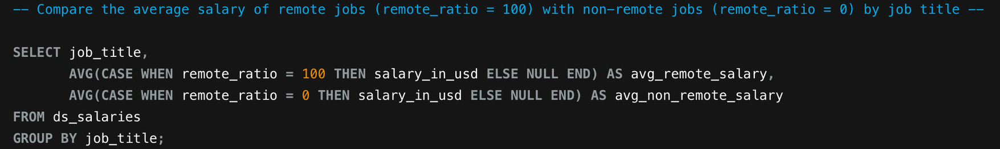 -- Compare the average salary of remote jobs (remote_ratio = 100) with non-remote jobs (remote_ratio = 0) by job title --
SELECT job_title,
AVG(CASE WHEN remote_ratio = 100 THEN salary_in_usd ELSE NULL END) AS avg_remote_salary,
AVG(CASE WHEN remote_ratio = 0 THEN salary_in_usd ELSE NULL END) AS avg_non_remote_salary
FROM ds_salaries
GROUP BY job_title;